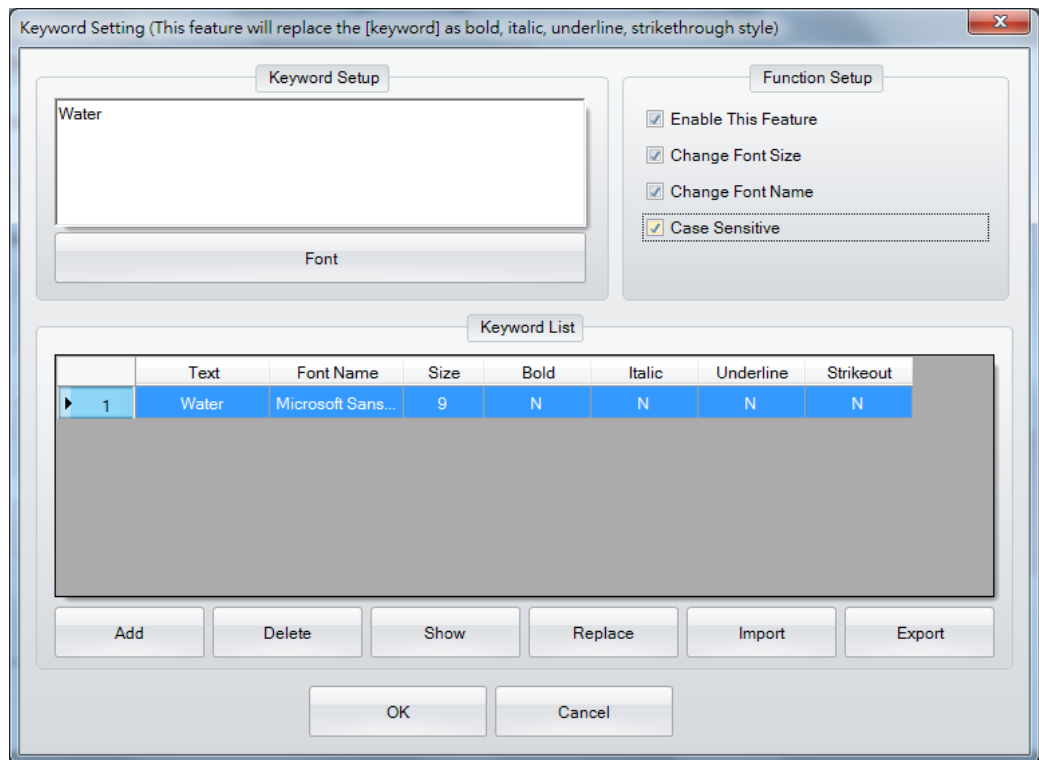 Keyword Setting (This feature will replace the [keyword] as bold, italic, underline, strikethrough style)
Keyword Setup
Water
Font
Function Setup
Enable This Feature
Change Font Size
Change Font Name
Case Sensitive
Keyword List
Text Font Name Size Bold Italic Underline Strikeout
1 Water Microsoft Sans... 9 N N N N
Add Delete Show Replace Import Export
OK Cancel